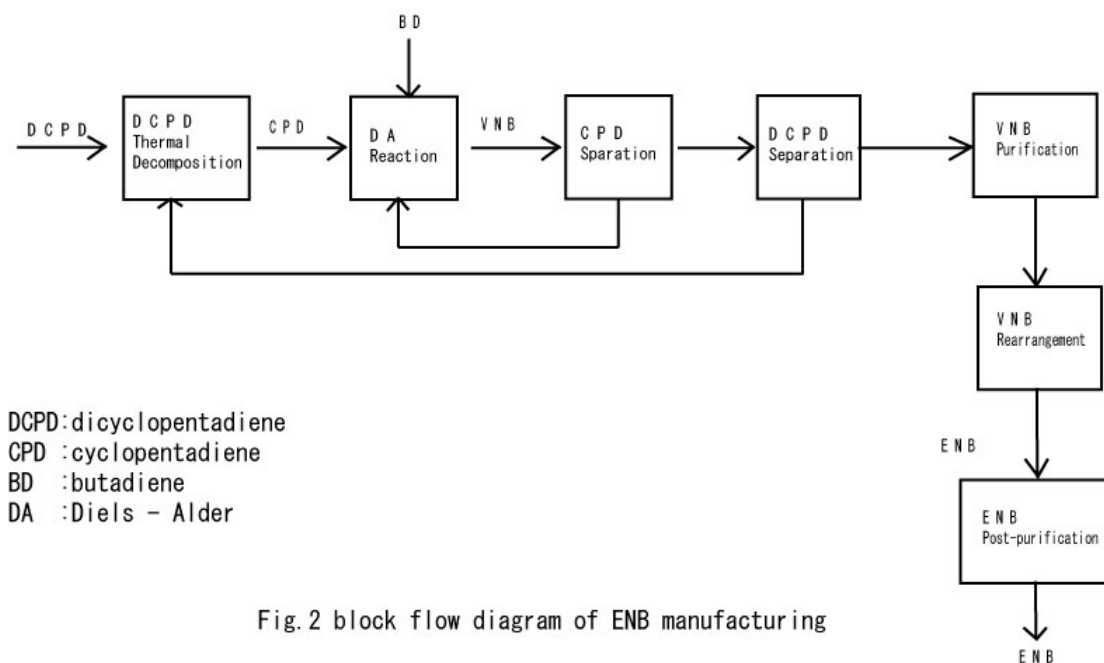 BD
DCPD
DCPD
Thermal
Decomposition
CPD
DA
Reaction
VNB
CPD
Sparation
DCPD
Separation
VNB
Purification
VNB
Rearrangement
ENB
ENB
Post-purification
ENB
DCPD:dicyclopentadiene
CPD :cyclopentadiene
BD :butadiene
DA :Diels - Alder
Fig.2 block flow diagram of ENB manufacturing